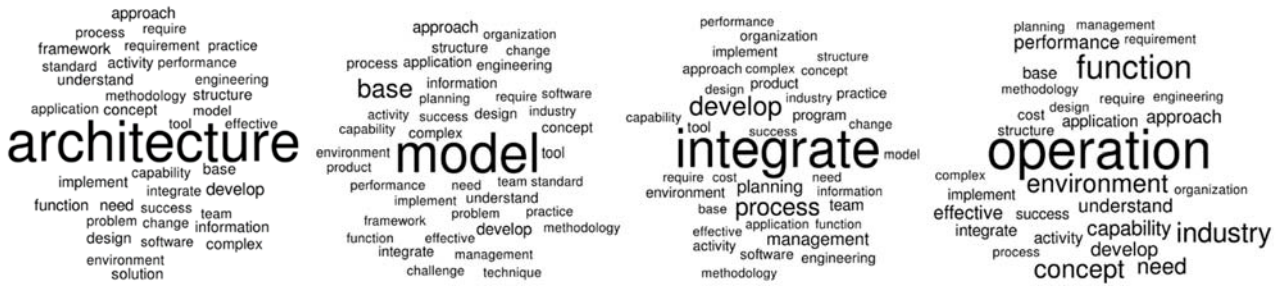 approach
process require
framework requirement practice
standard activity performance
understand engineering
methodology structure
application concept model
tool effective
architecture
capability base
implement
integrate develop
function need success team
problem change information
design software complex
environment
solution
approach organization
structure change
process application engineering
information
base
planning require software
activity success design industry
capability complex concept
environment model tool
product
performance need team standard
implement understand
problem practice
framework develop methodology
function effective
integrate management
challenge technique
performance
organization
implement structure
approach complex concept
design product
industry practice
develop
capability program
tool success change
integrate model
require cost need
environment planning information
base process team
application function
effective management
activity software engineering
methodology
planning management
performance requirement
function
base
methodology
require engineering
design
cost application approach
structure
operation
complex
environment organization
implement
effective success understand
integrate activity capability industry
process develop
concept need